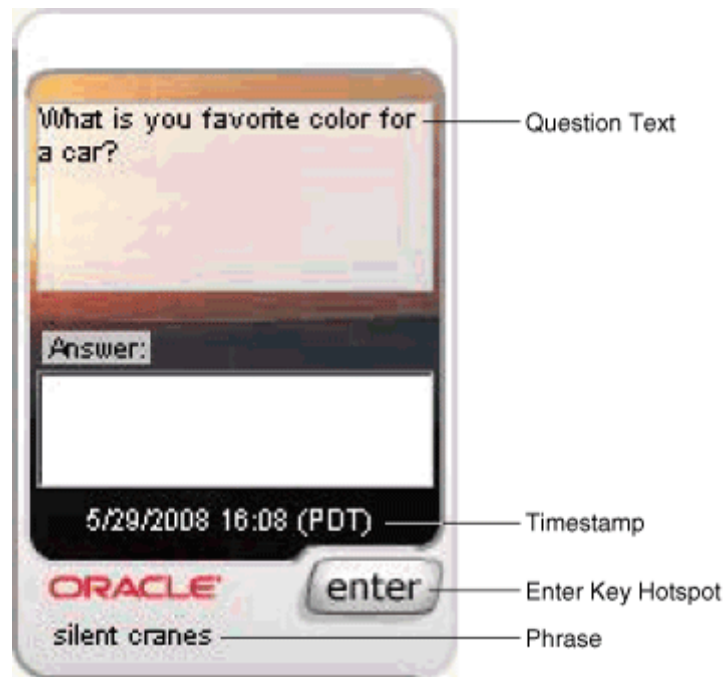 What is you favorite color for
a car?
Question Text
Answer:
5/29/2008 16:08 (PDT)
Timestamp
ORACLE
enter
Enter Key Hotspot
silent cranes
Phrase